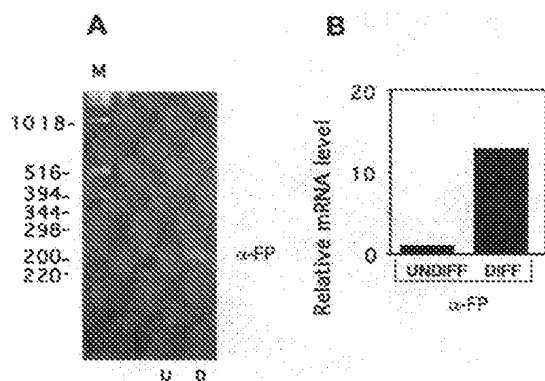 A
M
1018-
516-
394-
344-
298-
200-
220-
α-FP
U D
B
Relative mRNA level
20
10
0
UNDIFF DIFF
α-FP